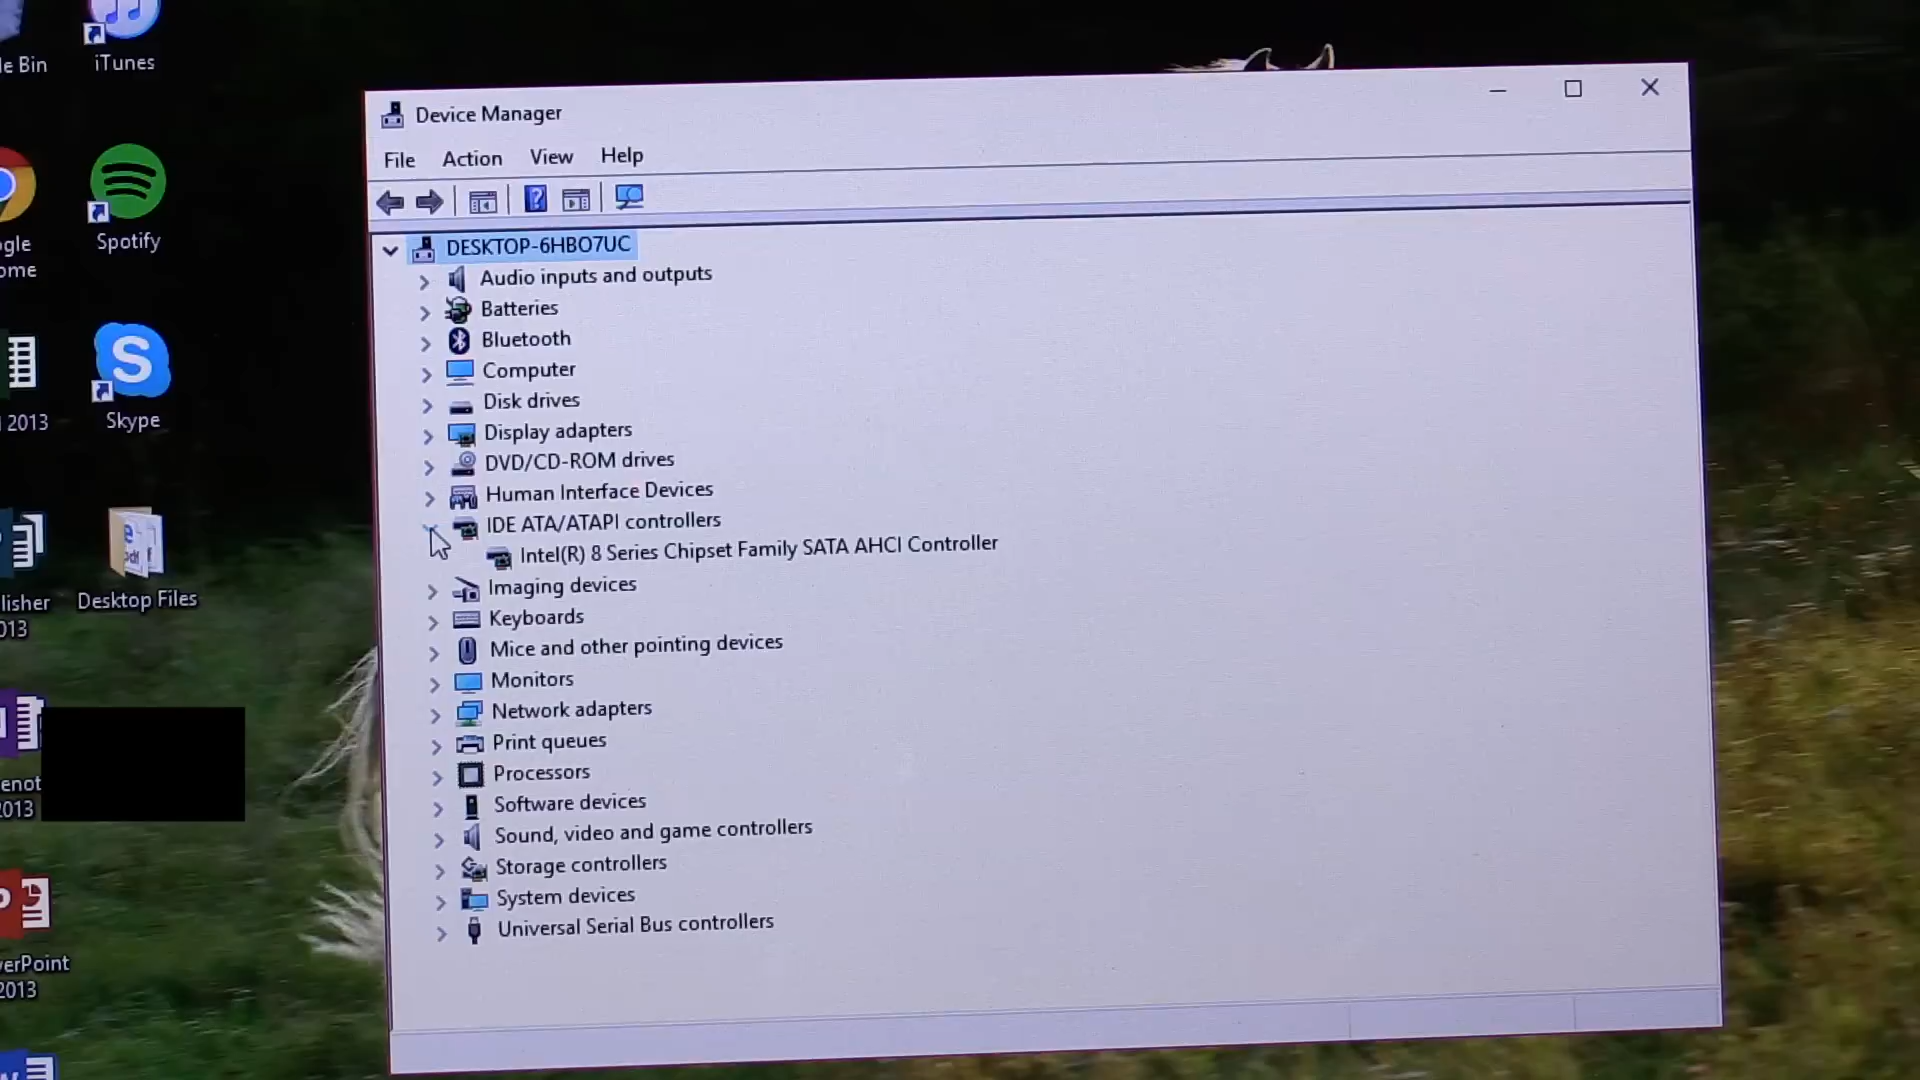 le Bin
iTunes
Spotify
gle
ome
2013
Skype
Desktop Files
lisher
013
enot
2013
erPoint
2013
Device Manager
File Action View Help
DESKTOP-6HBO7UC
Audio inputs and outputs
Batteries
Bluetooth
Computer
Disk drives
Display adapters
DVD/CD-ROM drives
Human Interface Devices
IDE ATA/ATAPI controllers
Intel(R) 8 Series Chipset Family SATA AHCI Controller
Imaging devices
Keyboards
Mice and other pointing devices
Monitors
Network adapters
Print queues
Processors
Software devices
Sound, video and game controllers
Storage controllers
System devices
Universal Serial Bus controllers